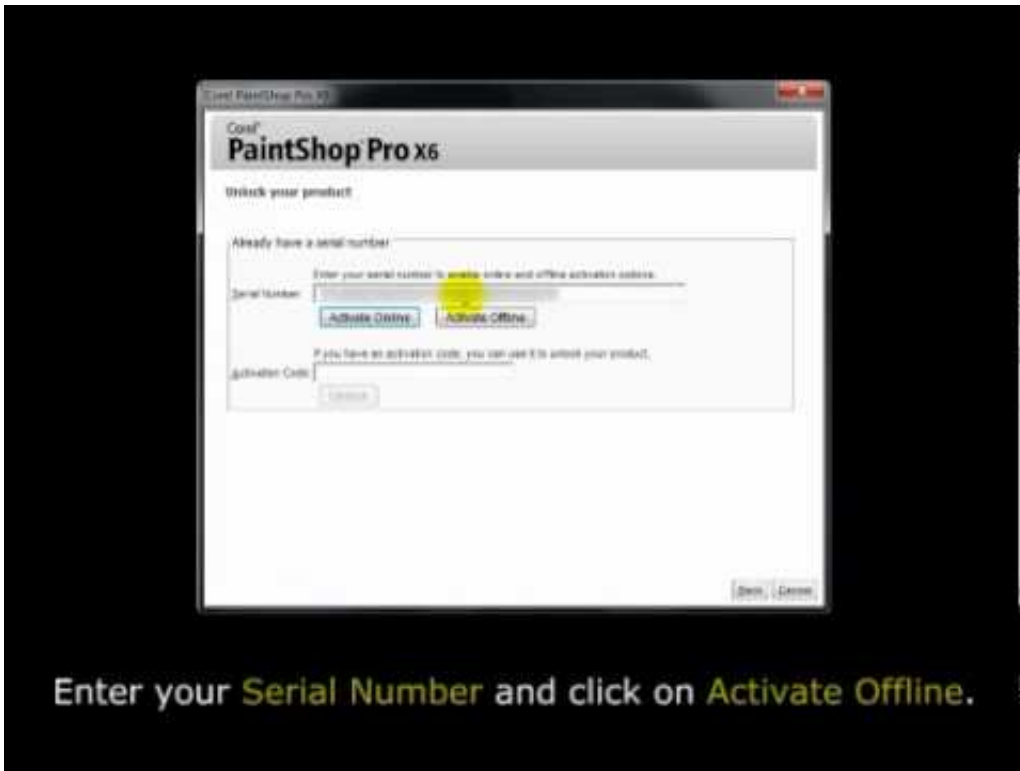 Corel PaintShop Pro X6
Corel
PaintShop Pro X6
Unlock your product
Already have a serial number
Enter your serial number to enable online and offline activation options.
Serial Number
Activate Online
Activate Offline
If you have an activation code, you can use it to unlock your product.
Activation Code
Back
Cancel
Enter your Serial Number and click on Activate Offline.